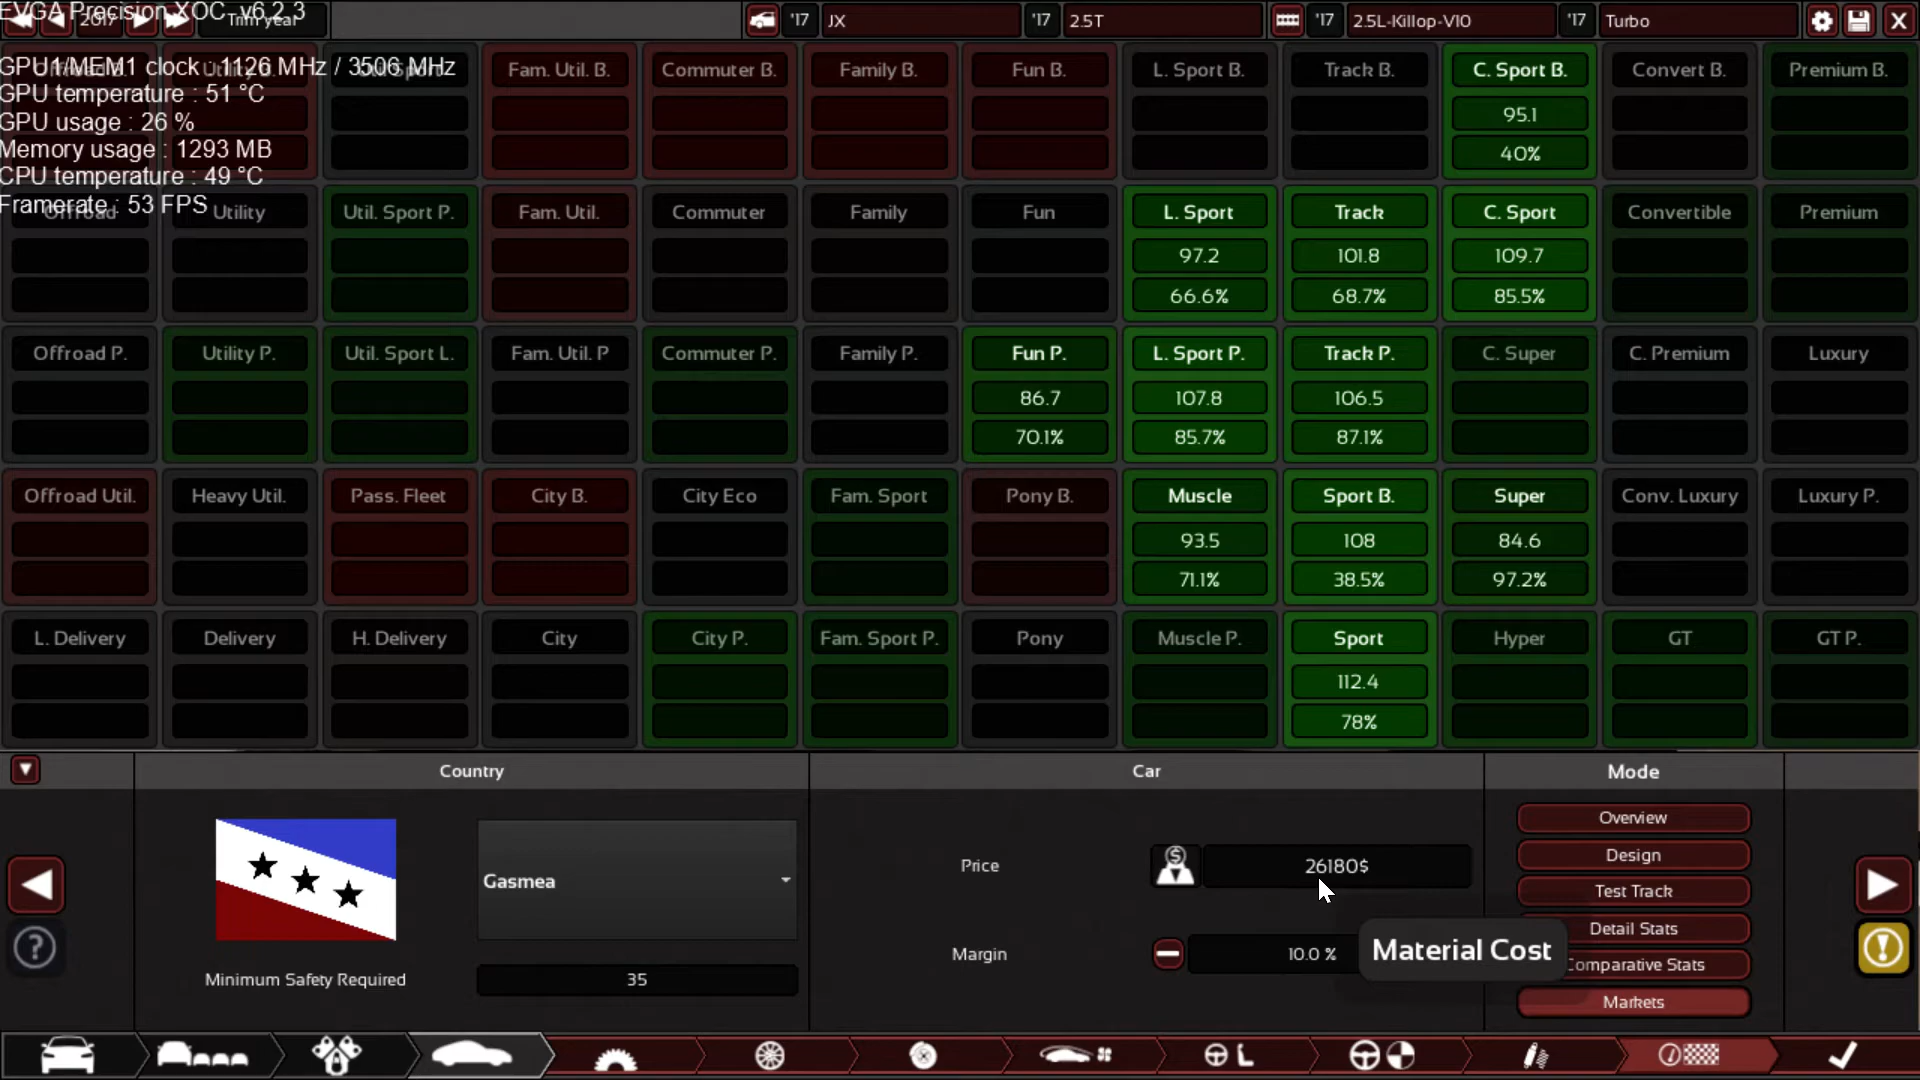 EVGA Precision XOC v6.2.3
2017
Trim year
'17
JX
'17
2.5T
'17
2.5L-Killop-V10
'17
Turbo
GPU1/MEM1 clock : 1126 MHz / 3506 MHz
GPU temperature : 51 °C
GPU usage : 26 %
Memory usage : 1293 MB
CPU temperature : 49 °C
Framerate : 53 FPS
Fam. Util. B.
Commuter B.
Family B.
Fun B.
L. Sport B.
Track B.
C. Sport B.
Convert B.
Premium B.
95.1
40%
Offroad
Utility
Util. Sport P.
Fam. Util.
Commuter
Family
Fun
L. Sport
Track
C. Sport
Convertible
Premium
97.2
101.8
109.7
66.6%
68.7%
85.5%
Offroad P.
Utility P.
Util. Sport L.
Fam. Util. P
Commuter P.
Family P.
Fun P.
L. Sport P.
Track P.
C. Super
C. Premium
Luxury
86.7
107.8
106.5
70.1%
85.7%
87.1%
Offroad Util.
Heavy Util.
Pass. Fleet
City B.
City Eco
Fam. Sport
Pony B.
Muscle
Sport B.
Super
Conv. Luxury
Luxury P.
93.5
108
84.6
71.1%
38.5%
97.2%
L. Delivery
Delivery
H. Delivery
City
City P.
Fam. Sport P.
Pony
Muscle P.
Sport
Hyper
GT
GT P.
112.4
78%
Country
Car
Mode
Gasmea
Minimum Safety Required
35
Price
26180$
Margin
10.0 %
Material Cost
Overview
Design
Test Track
Detail Stats
Comparative Stats
Markets